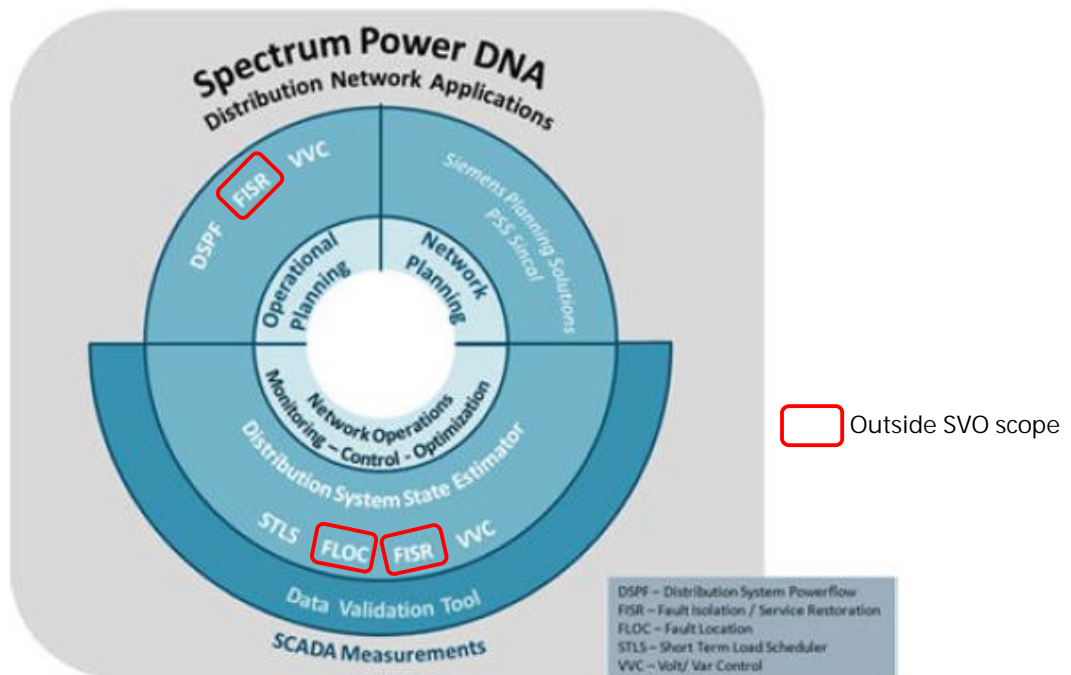 Spectrum Power DNA
Distribution Network Applications
DSPF
FISR
VVC
Siemens Planning Solutions
PSS Sincal
Operational
Planning
Network
Planning
Network Operations
Monitoring – Control - Optimization
Distribution System State Estimator
STLS
FLOC
FISR
VVC
Data Validation Tool
SCADA Measurements
Outside SVO scope
DSPF – Distribution System Powerflow
FISR – Fault Isolation / Service Restoration
FLOC – Fault Location
STLS – Short Term Load Scheduler
VVC – Volt/ Var Control